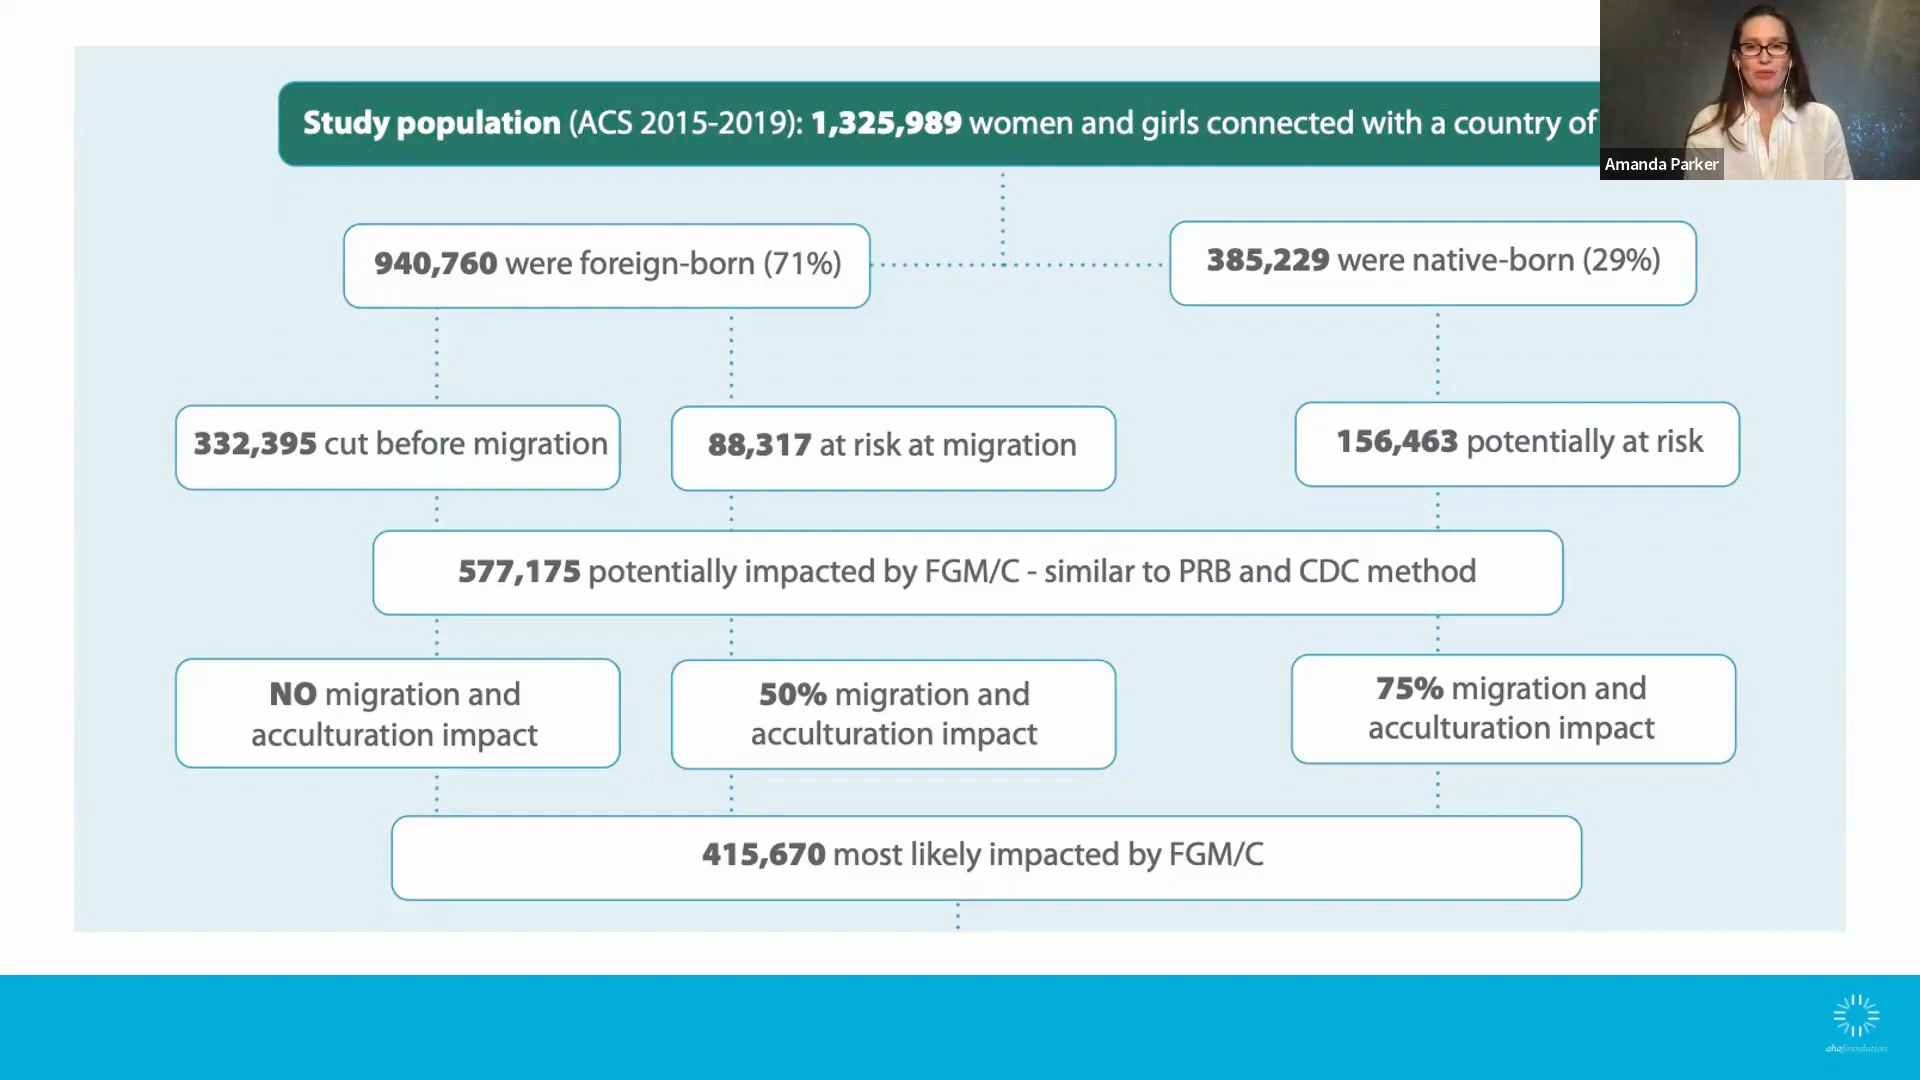 Study population (ACS 2015-2019): 1,325,989 women and girls connected with a country of
Amanda Parker
940,760 were foreign-born (71%)
385,229 were native-born (29%)
332,395 cut before migration
88,317 at risk at migration
156,463 potentially at risk
577,175 potentially impacted by FGM/C - similar to PRB and CDC method
NO migration and
acculturation impact
50% migration and
acculturation impact
75% migration and
acculturation impact
415,670 most likely impacted by FGM/C
ahafoundation